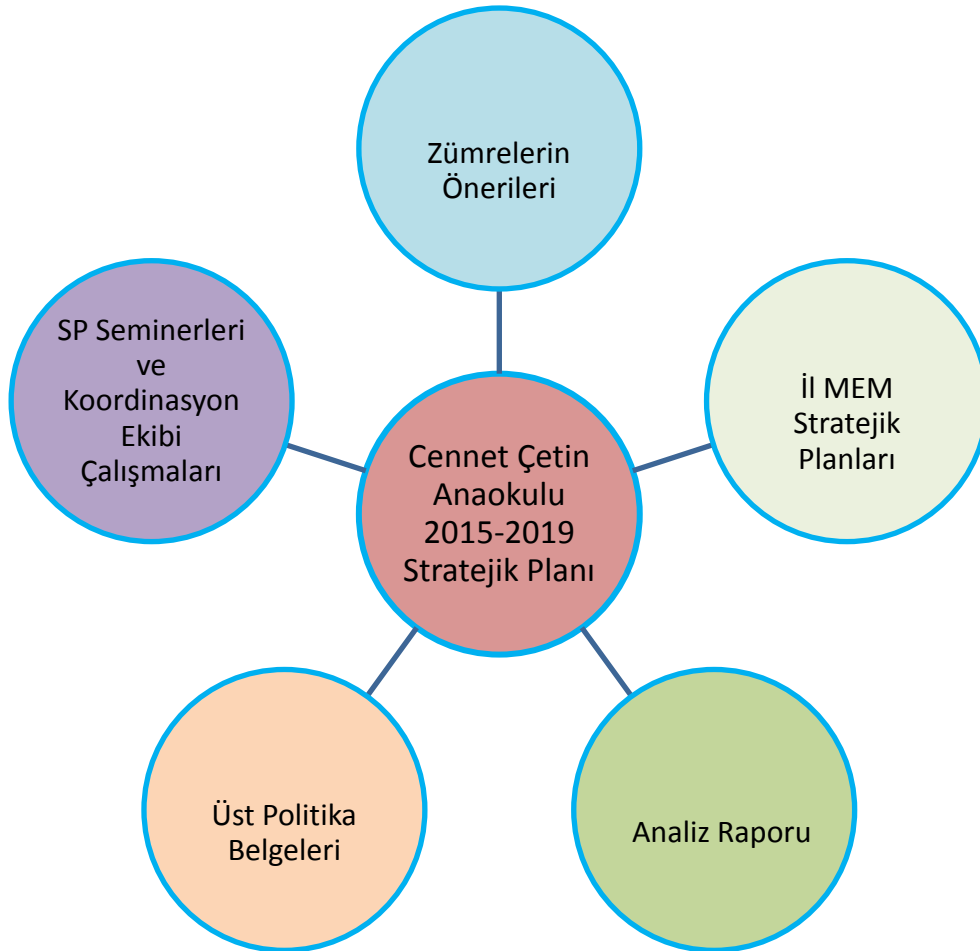 Zümrelerin
Önerileri
SP Seminerleri
ve
Koordinasyon
Ekibi
Çalışmaları
İl MEM
Stratejik
Planları
Cennet Çetin
Anaokulu
2015-2019
Stratejik Planı
Üst Politika
Belgeleri
Analiz Raporu